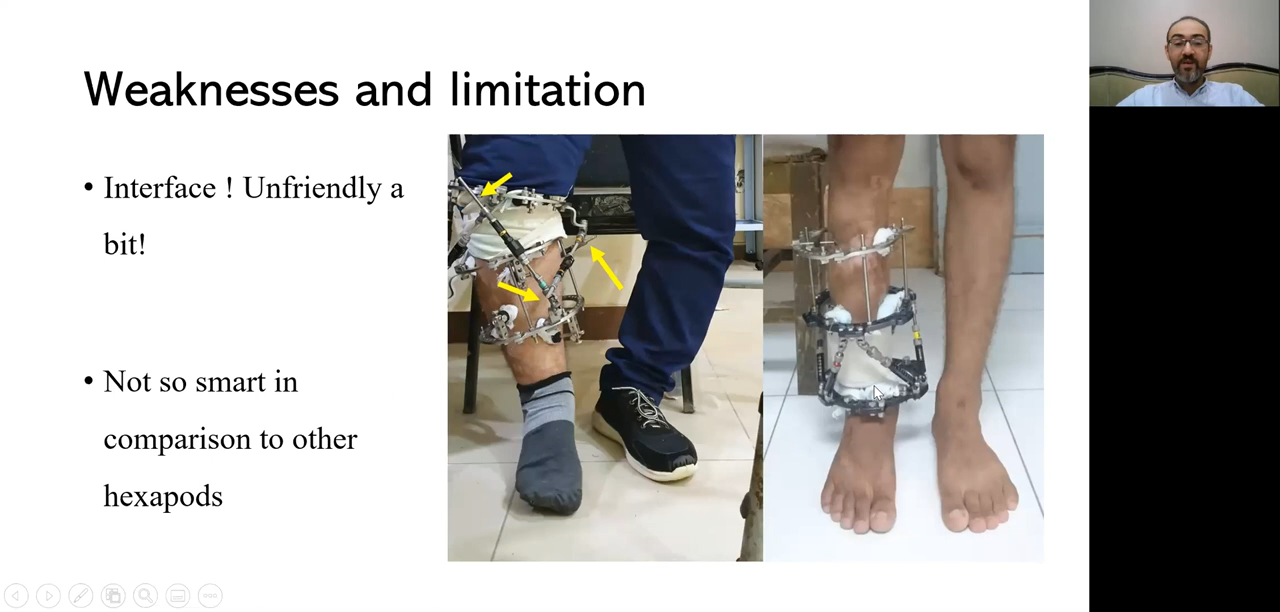 Weaknesses and limitation
• Interface ! Unfriendly a
bit!
• Not so smart in
comparison to other
hexapods